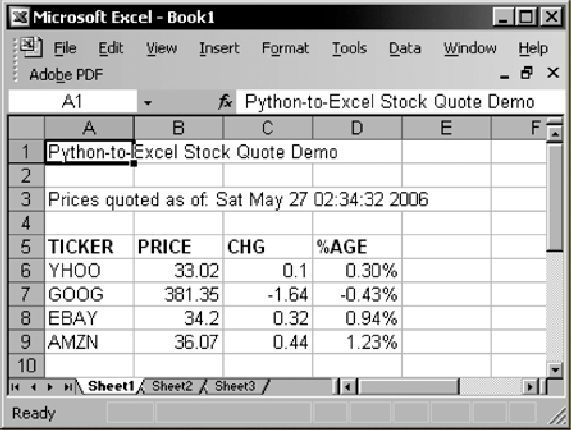 Microsoft Excel - Book1
File Edit View Insert Format Tools Data Window Help
Adobe PDF
A1 fx Python-to-Excel Stock Quote Demo
A B C D E F
1 Python-to-Excel Stock Quote Demo
2
3 Prices quoted as of: Sat May 27 02:34:32 2006
4
5 TICKER PRICE CHG %AGE
6 YHOO 33.02 0.1 0.30%
7 GOOG 381.35 -1.64 -0.43%
8 EBAY 34.2 0.32 0.94%
9 AMZN 36.07 0.44 1.23%
10
Sheet1 Sheet2 Sheet3
Ready